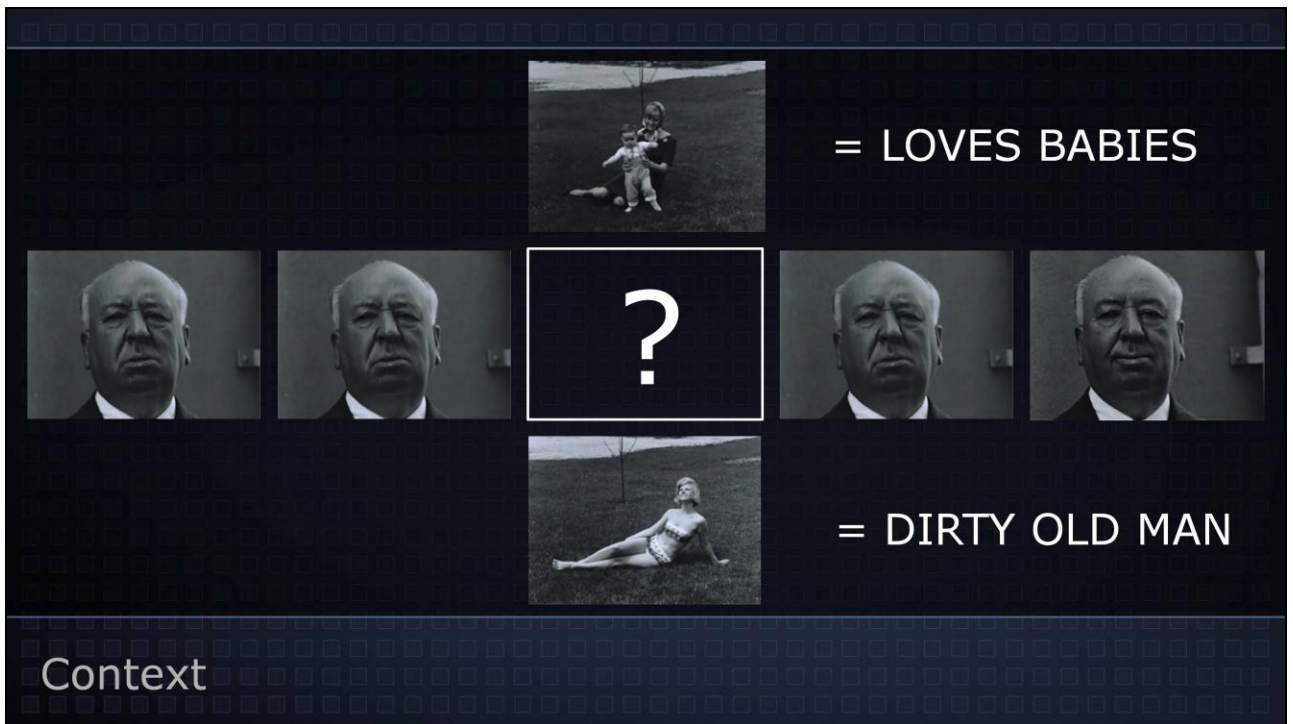 = LOVES BABIES
?
= DIRTY OLD MAN
Context